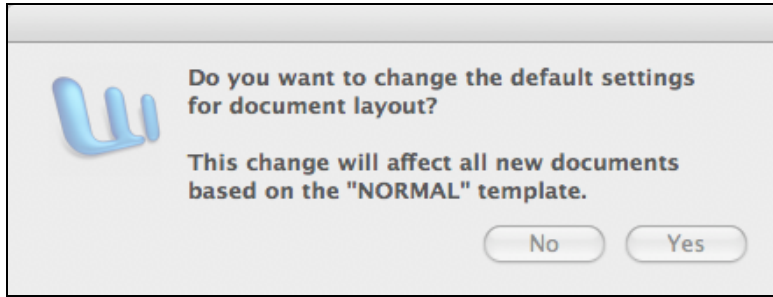 Do you want to change the default settings
for document layout?
This change will affect all new documents
based on the "NORMAL" template.
No Yes